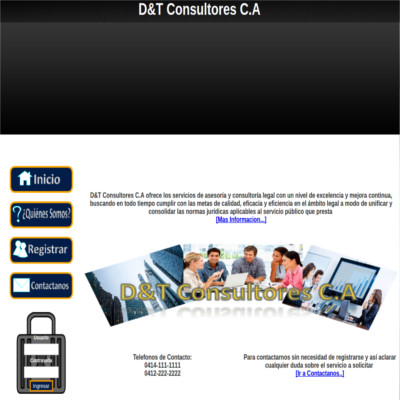 D&T Consultores C.A
Inicio
¿Quiénes Somos?
Registrar
Contactanos
Usuario
Contraseña
Ingresar
D&T Consultores C.A ofrece los servicios de asesoría y consultoría legal con un nivel de excelencia y mejora continua,
buscando en todo tiempo cumplir con las metas de calidad, eficacia y eficiencia en el ámbito legal a modo de unificar y
consolidar las normas jurídicas aplicables al servicio público que presta
[Mas Informacion...]
D&T Consultores C.A
Telefonos de Contacto:
0414-111-1111
0412-222-2222
Para contactarnos sin necesidad de registrarse y así aclarar
cualquier duda sobre el servicio a solicitar
[Ir a Contactanos..]